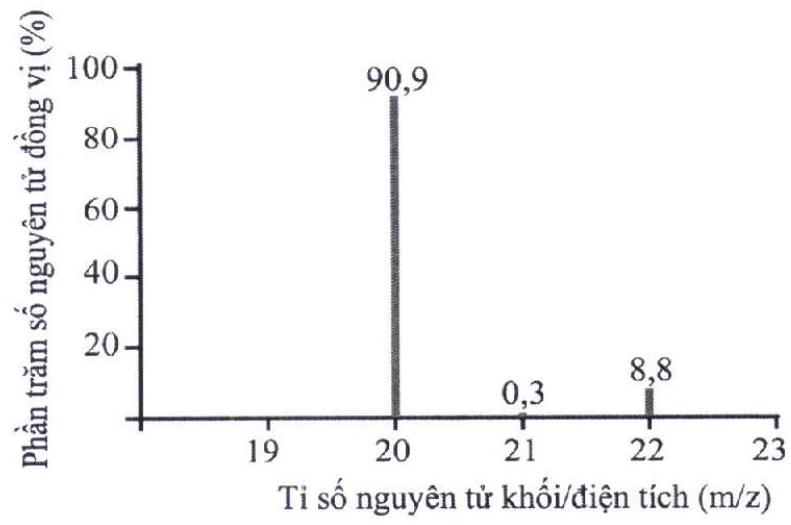 Phần trăm số nguyên tử đồng vị (%)
100
80
60
40
20
90,9
0,3
8,8
19 20 21 22 23
Tỉ số nguyên tử khối/điện tích (m/z)